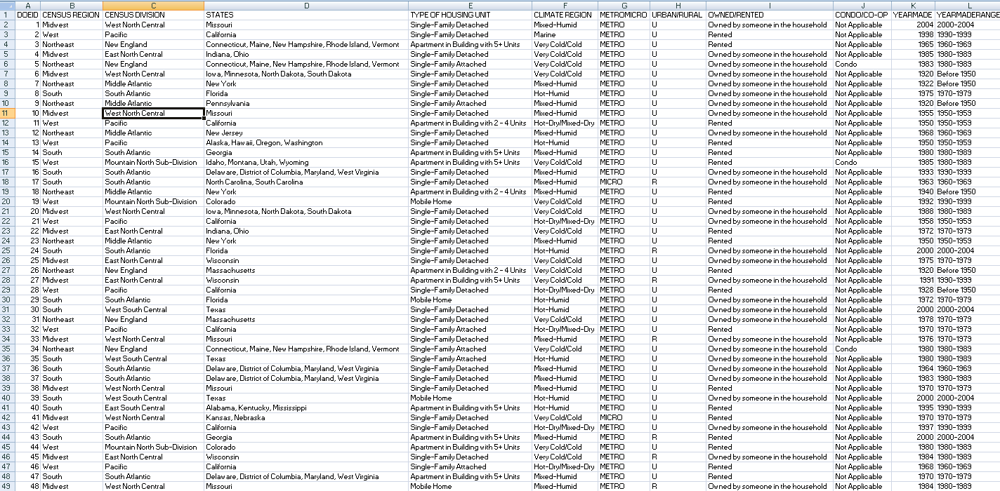 A B C D E F G H I J K L
1 DOEID CENSUS REGION CENSUS DIVISION STATES TYPE OF HOUSING UNIT CLIMATE REGION METROMICRO URBAN/RURAL OWNED/RENTED CONDO/CO-OP YEARMADE YEARMADERANGE
2 1 Midwest West North Central Missouri Single-Family Detached Mixed-Humid METRO U Owned by someone in the household Not Applicable 2004 2000-2004
3 2 West Pacific California Single-Family Detached Marine METRO U Rented Not Applicable 1998 1990-1999
4 3 Northeast New England Connecticut, Maine, New Hampshire, Rhode Island, Vermont Apartment in Building with 5+ Units Very Cold/Cold METRO U Rented Not Applicable 1965 1960-1969
5 4 Midwest East North Central Indiana, Ohio Single-Family Detached Very Cold/Cold METRO U Owned by someone in the household Not Applicable 1985 1980-1989
6 5 Northeast New England Connecticut, Maine, New Hampshire, Rhode Island, Vermont Single-Family Attached Very Cold/Cold METRO U Owned by someone in the household Condo 1983 1980-1989
7 6 Midwest West North Central Iowa, Minnesota, North Dakota, South Dakota Single-Family Detached Very Cold/Cold METRO U Owned by someone in the household Not Applicable 1920 Before 1950
8 7 Northeast Middle Atlantic New York Single-Family Detached Mixed-Humid METRO U Owned by someone in the household Not Applicable 1922 Before 1950
9 8 South South Atlantic Florida Single-Family Detached Hot-Humid METRO U Owned by someone in the household Not Applicable 1975 1970-1979
10 9 Northeast Middle Atlantic Pennsylvania Single-Family Attached Mixed-Humid METRO U Owned by someone in the household Not Applicable 1920 Before 1950
11 10 Midwest West North Central Missouri Single-Family Detached Mixed-Humid METRO U Owned by someone in the household Not Applicable 1955 1950-1959
12 11 West Pacific California Apartment in Building with 2 - 4 Units Hot-Dry/Mixed-Dry METRO U Rented Not Applicable 1950 1950-1959
13 12 Northeast Middle Atlantic New Jersey Single-Family Detached Mixed-Humid METRO U Owned by someone in the household Not Applicable 1968 1960-1969
14 13 West Pacific Alaska, Hawaii, Oregon, Washington Single-Family Detached Hot-Humid METRO U Rented Not Applicable 1950 1950-1959
15 14 South South Atlantic Georgia Apartment in Building with 5+ Units Mixed-Humid METRO U Rented Not Applicable 1980 1980-1989
16 15 West Mountain North Sub-Division Idaho, Montana, Utah, Wyoming Apartment in Building with 5+ Units Very Cold/Cold METRO U Rented Condo 1985 1980-1989
17 16 South South Atlantic Delaware, District of Columbia, Maryland, West Virginia Single-Family Detached Mixed-Humid METRO U Owned by someone in the household Not Applicable 1993 1990-1999
18 17 South South Atlantic North Carolina, South Carolina Single-Family Detached Mixed-Humid MICRO R Owned by someone in the household Not Applicable 1963 1960-1969
19 18 Northeast Middle Atlantic New York Apartment in Building with 2 - 4 Units Mixed-Humid METRO U Rented Not Applicable 1940 Before 1950
20 19 West Mountain North Sub-Division Colorado Mobile Home Very Cold/Cold METRO U Rented Not Applicable 1992 1990-1999
21 20 Midwest West North Central Iowa, Minnesota, North Dakota, South Dakota Single-Family Detached Very Cold/Cold METRO U Owned by someone in the household Not Applicable 1988 1980-1989
22 21 West Pacific California Single-Family Detached Hot-Dry/Mixed-Dry METRO U Owned by someone in the household Not Applicable 1958 1950-1959
23 22 Midwest East North Central Indiana, Ohio Single-Family Detached Very Cold/Cold METRO U Rented Not Applicable 1972 1970-1979
24 23 Northeast Middle Atlantic New York Single-Family Detached Mixed-Humid METRO U Rented Not Applicable 1950 1950-1959
25 24 South South Atlantic Florida Single-Family Detached Hot-Humid METRO R Owned by someone in the household Not Applicable 2000 2000-2004
26 25 Midwest East North Central Wisconsin Single-Family Detached Very Cold/Cold METRO U Owned by someone in the household Not Applicable 1975 1970-1979
27 26 Northeast New England Massachusetts Apartment in Building with 2 - 4 Units Very Cold/Cold METRO U Rented Not Applicable 1920 Before 1950
28 27 Midwest East North Central Wisconsin Apartment in Building with 5+ Units Very Cold/Cold METRO R Owned by someone in the household Not Applicable 1991 1990-1999
29 28 West Pacific California Single-Family Detached Hot-Dry/Mixed-Dry METRO U Rented Not Applicable 1928 Before 1950
30 29 South South Atlantic Florida Mobile Home Hot-Humid METRO U Rented Not Applicable 1972 1970-1979
31 30 South West South Central Texas Single-Family Detached Hot-Humid METRO U Owned by someone in the household Not Applicable 2000 2000-2004
32 31 Northeast New England Massachusetts Single-Family Detached Very Cold/Cold METRO U Owned by someone in the household Not Applicable 1978 1970-1979
33 32 West Pacific California Single-Family Attached Hot-Dry/Mixed-Dry METRO U Rented Not Applicable 1970 1970-1979
34 33 Midwest West North Central Missouri Single-Family Detached Mixed-Humid METRO R Owned by someone in the household Not Applicable 1976 1970-1979
35 34 Northeast New England Connecticut, Maine, New Hampshire, Rhode Island, Vermont Single-Family Attached Very Cold/Cold METRO U Owned by someone in the household Condo 1980 1980-1989
36 35 South West South Central Texas Single-Family Attached Hot-Humid METRO U Owned by someone in the household Not Applicable 1980 1980-1989
37 36 South South Atlantic Delaware, District of Columbia, Maryland, West Virginia Single-Family Detached Mixed-Humid METRO U Owned by someone in the household Not Applicable 1964 1960-1969
38 37 South South Atlantic Delaware, District of Columbia, Maryland, West Virginia Single-Family Detached Mixed-Humid METRO U Owned by someone in the household Not Applicable 1983 1980-1989
39 38 Midwest West North Central Missouri Single-Family Detached Mixed-Humid METRO U Rented Not Applicable 1970 1970-1979
40 39 South West South Central Texas Mobile Home Hot-Humid METRO U Owned by someone in the household Not Applicable 2000 2000-2004
41 40 South East South Central Alabama, Kentucky, Mississippi Apartment in Building with 5+ Units Hot-Humid METRO U Rented Not Applicable 1995 1990-1999
42 41 Midwest West North Central Kansas, Nebraska Single-Family Detached Very Cold/Cold MICRO U Rented Not Applicable 1970 1970-1979
43 42 West Pacific California Single-Family Detached Hot-Dry/Mixed-Dry METRO U Owned by someone in the household Not Applicable 1997 1990-1999
44 43 South South Atlantic Georgia Apartment in Building with 5+ Units Mixed-Humid METRO R Rented Not Applicable 2000 2000-2004
45 44 West Mountain North Sub-Division Colorado Apartment in Building with 5+ Units Very Cold/Cold METRO U Rented Not Applicable 1980 1980-1989
46 45 Midwest East North Central Wisconsin Single-Family Detached Very Cold/Cold METRO R Owned by someone in the household Not Applicable 1984 1980-1989
47 46 West Pacific California Single-Family Attached Hot-Dry/Mixed-Dry METRO U Rented Not Applicable 1968 1960-1969
48 47 South South Atlantic Delaware, District of Columbia, Maryland, West Virginia Apartment in Building with 5+ Units Mixed-Humid METRO U Rented Not Applicable 1970 1970-1979
49 48 Midwest West North Central Missouri Mobile Home Mixed-Humid METRO R Owned by someone in the household Not Applicable 1984 1980-1989